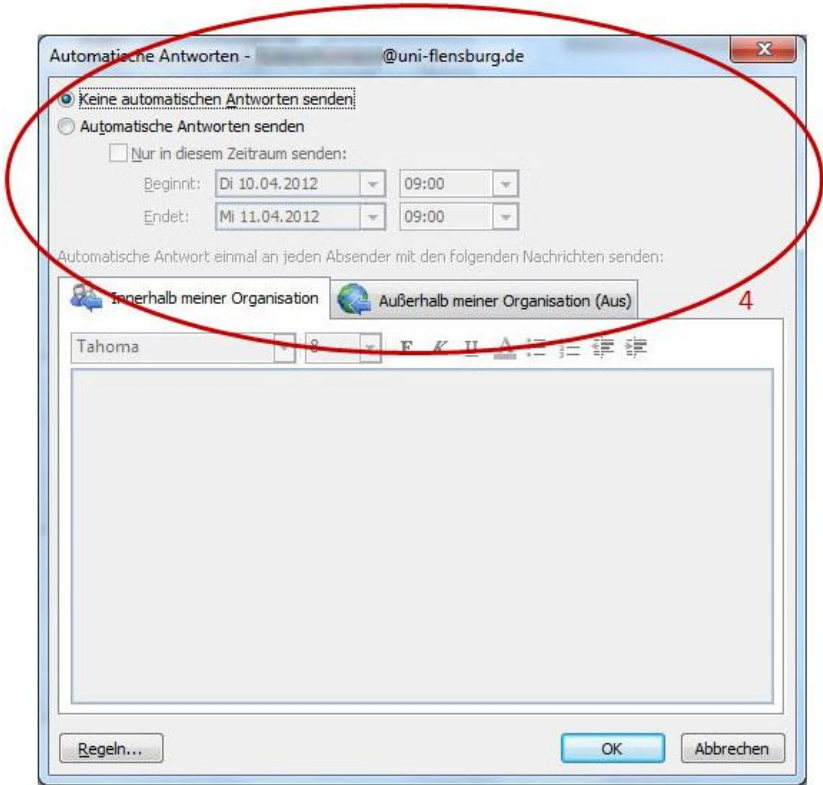 Automatische Antworten - @uni-flensburg.de
Keine automatischen Antworten senden
Automatische Antworten senden
Nur in diesem Zeitraum senden:
Beginnt: Di 10.04.2012 09:00
Endet: Mi 11.04.2012 09:00
Automatische Antwort einmal an jeden Absender mit den folgenden Nachrichten senden:
Innerhalb meiner Organisation Außerhalb meiner Organisation (Aus) 4
Tahoma 8 F K U A
Regeln... OK Abbrechen